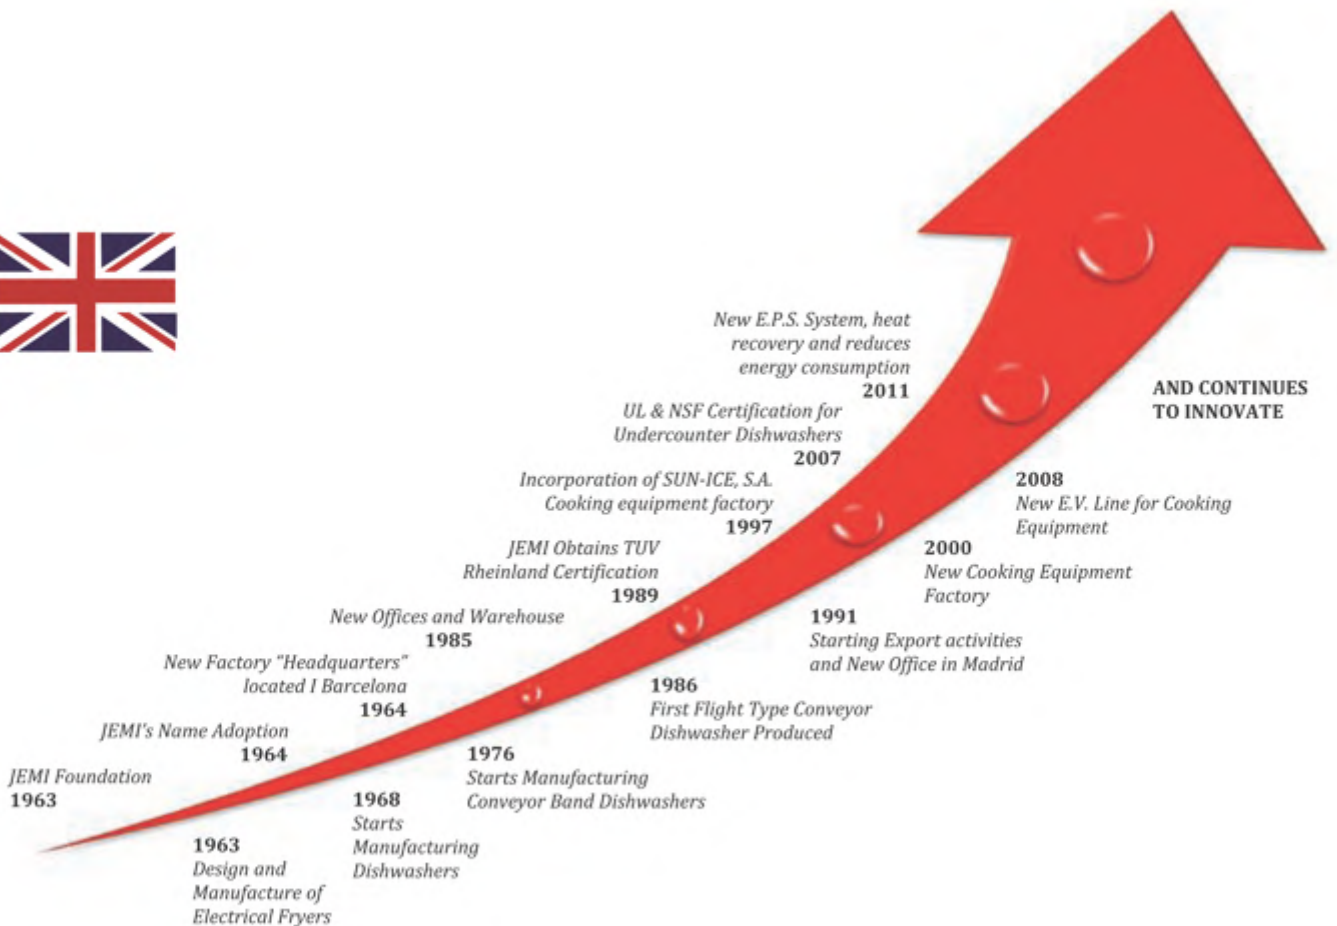 New E.P.S. System, heat
recovery and reduces
energy consumption
2011
AND CONTINUES
TO INNOVATE
UL & NSF Certification for
Undercounter Dishwashers
2007
Incorporation of SUN-ICE, S.A.
Cooking equipment factory
1997
2008
New E.V. Line for Cooking
Equipment
JEMI Obtains TUV
Rheinland Certification
1989
2000
New Cooking Equipment
Factory
New Offices and Warehouse
1985
1991
Starting Export activities
and New Office in Madrid
New Factory "Headquarters"
located I Barcelona
1964
1986
First Flight Type Conveyor
Dishwasher Produced
JEMI's Name Adoption
1964
1976
Starts Manufacturing
Conveyor Band Dishwashers
JEMI Foundation
1963
1968
Starts
Manufacturing
Dishwashers
1963
Design and
Manufacture of
Electrical Fryers